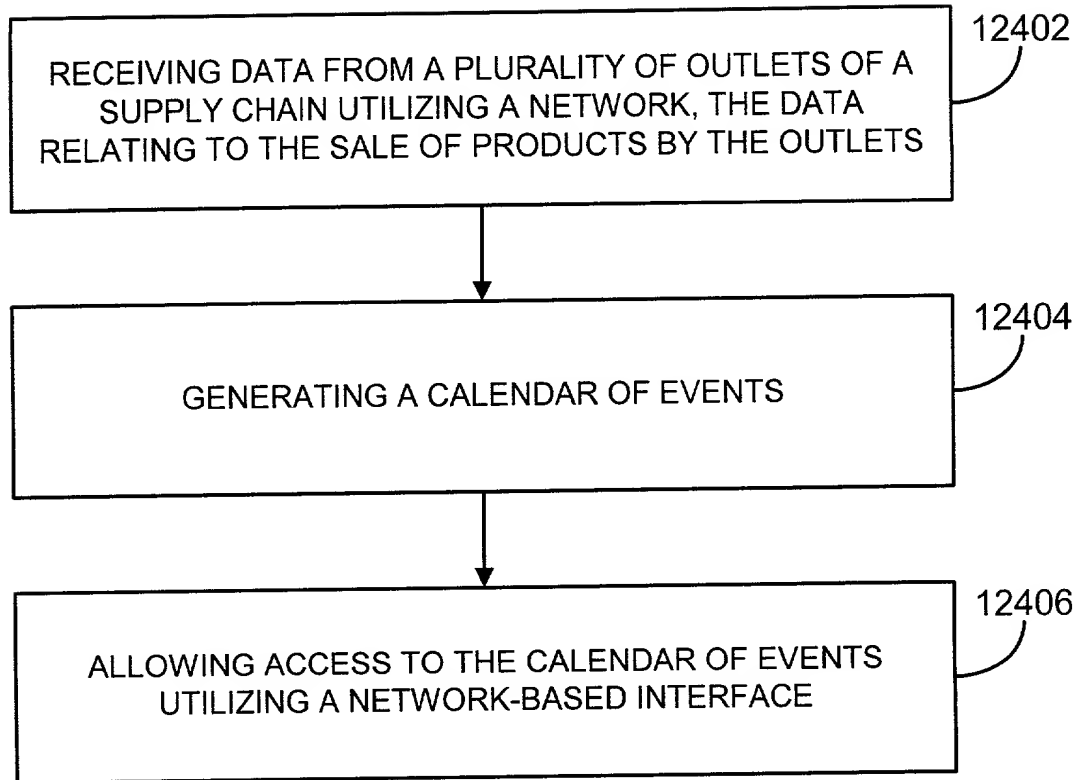 12402
RECEIVING DATA FROM A PLURALITY OF OUTLETS OF A
SUPPLY CHAIN UTILIZING A NETWORK, THE DATA
RELATING TO THE SALE OF PRODUCTS BY THE OUTLETS
12404
GENERATING A CALENDAR OF EVENTS
12406
ALLOWING ACCESS TO THE CALENDAR OF EVENTS
UTILIZING A NETWORK-BASED INTERFACE